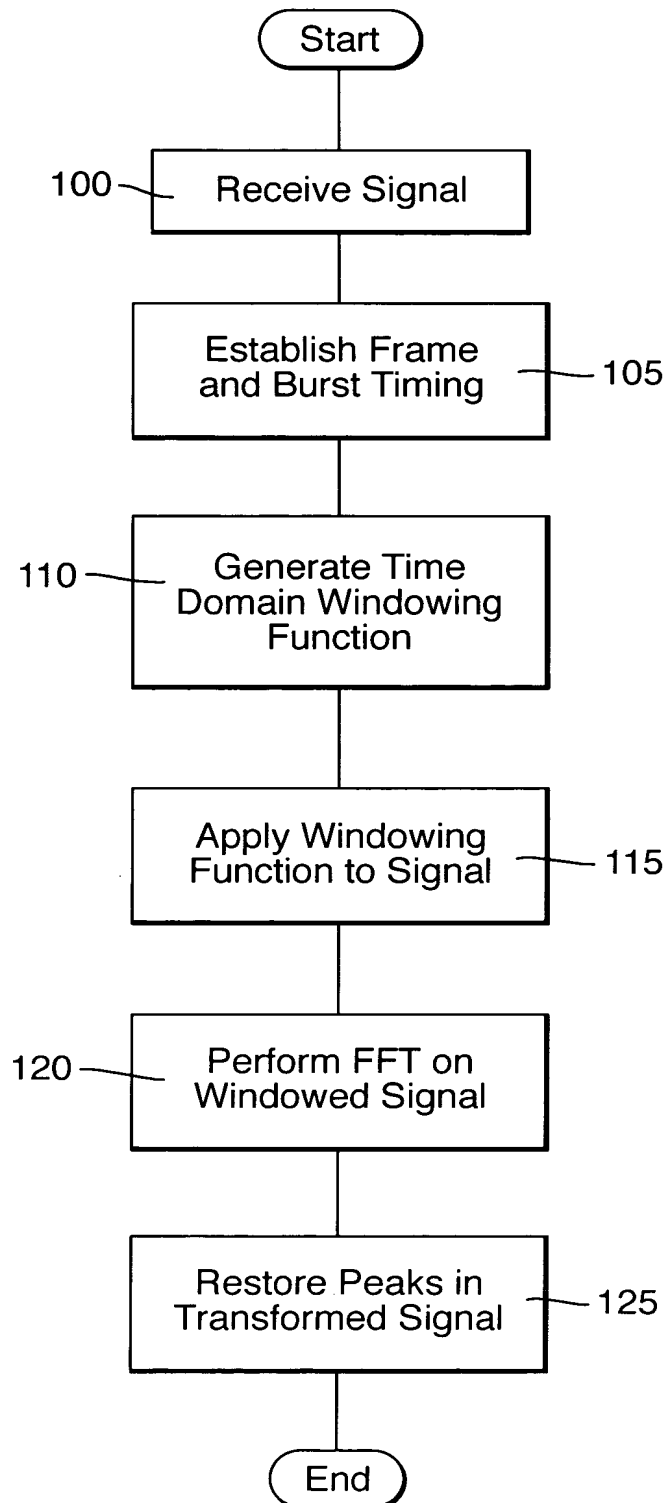 Start
100
Receive Signal
Establish Frame
and Burst Timing
105
110
Generate Time
Domain Windowing
Function
Apply Windowing
Function to Signal
115
120
Perform FFT on
Windowed Signal
Restore Peaks in
Transformed Signal
125
End